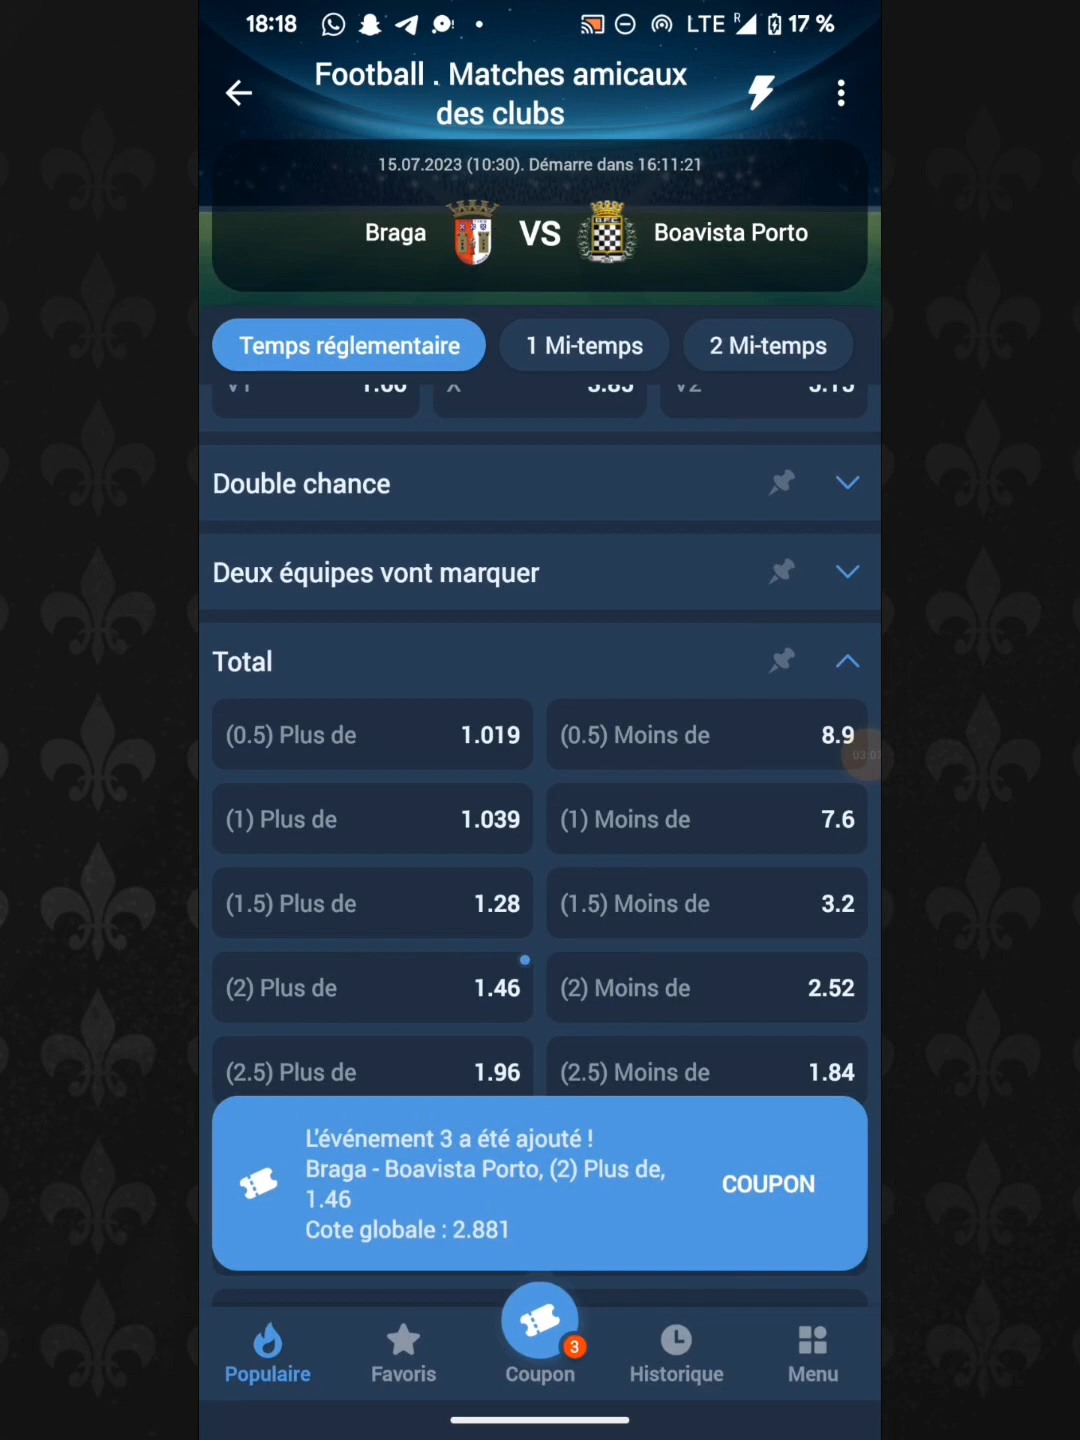 18:18 LTE R 17 %
Football . Matches amicaux
des clubs
15.07.2023 (10:30). Démarre dans 16:11:21
Braga VS Boavista Porto
B.F.C.
Temps réglementaire 1 Mi-temps 2 Mi-temps
V1 X 3.85 V2
Double chance
Deux équipes vont marquer
Total
(0.5) Plus de 1.019 (0.5) Moins de 8.9
(1) Plus de 1.039 (1) Moins de 7.6
(1.5) Plus de 1.28 (1.5) Moins de 3.2
(2) Plus de 1.46 (2) Moins de 2.52
(2.5) Plus de 1.96 (2.5) Moins de 1.84
L'événement 3 a été ajouté !
Braga - Boavista Porto, (2) Plus de,
1.46
Cote globale : 2.881
COUPON
3
Populaire Favoris Coupon Historique Menu